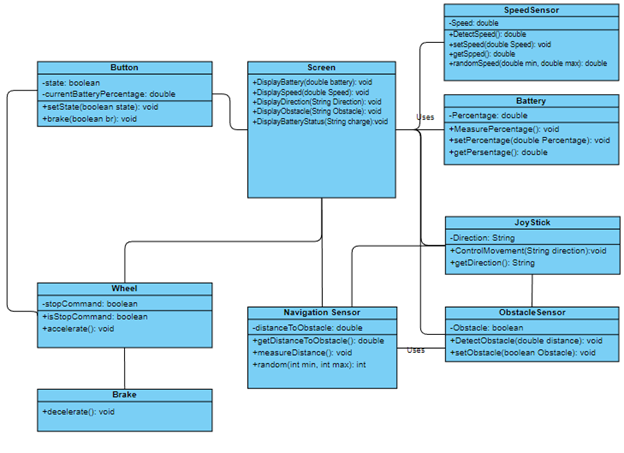 SpeedSensor
-Speed: double
+DetectSpeed(): double
+setSpeed(double Speed): void
+getSpped(): double
+randomSpeed(double min, double max): double
Button
-state: boolean
-currentBatteryPercentage: double
+setState(boolean state): void
+brake(boolean br): void
Screen
+DisplayBattery(double battery): void
+DisplaySpeed(double Speed): void
+DisplayDirection(String Direction): void
+DisplayObstacle(String Obstacle): void
+DisplayBatteryStatus(String charge):void
Uses
Battery
-Percentage: double
+MeasurePercentage(): void
+setPercentage(double Percentage): void
+getPersentage(): double
JoyStick
-Direction: String
+ControlMovement(String direction):void
+getDirection(): String
Wheel
-stopCommand: boolean
+isStopCommand: boolean
+accelerate(): void
Navigation Sensor
-distanceToObstacle: double
+getDistanceToObstacle(): double
+measureDistance(): void
+random(int min, int max): int
Uses
ObstacleSensor
-Obstacle: boolean
+DetectObstacle(double distance): void
+setObstacle(boolean Obstacle): void
Brake
+decelerate(): void